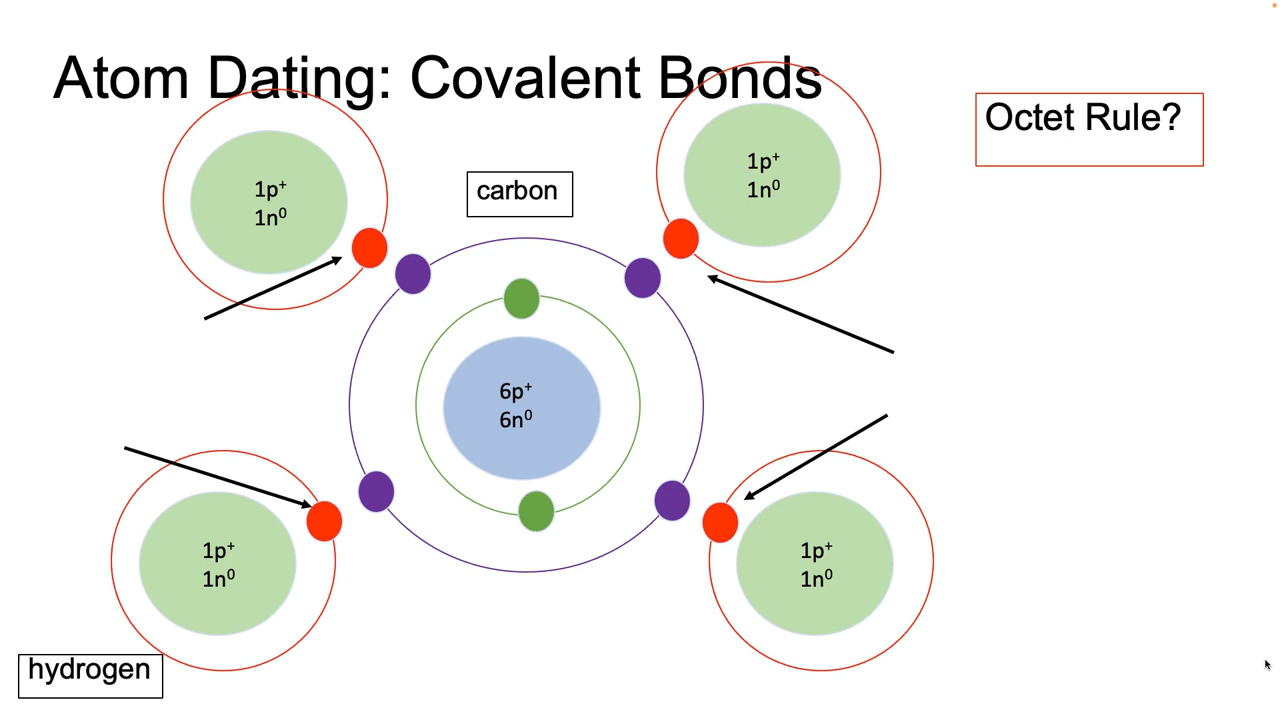 Atom Dating: Covalent Bonds
Octet Rule?
1p⁺
1n⁰
carbon
1p⁺
1n⁰
6p⁺
6n⁰
1p⁺
1n⁰
1p⁺
1n⁰
hydrogen